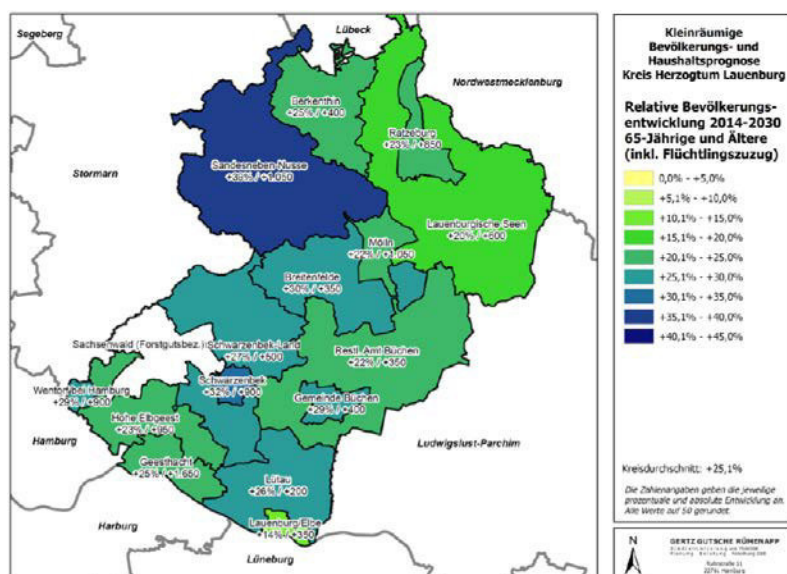 Segeberg
Lübeck
Nordwestmecklenburg
Stormarn
Berkenthin
+25% / +400
Ratzeburg
+23% / +850
Sandesneben-Nusse
+38% / +1.050
Lauenburgische Seen
+20% / +600
Mölln
+22% / +1.050
Breitenfelde
+30% / +350
Sachsenwald (Forstgutsbez.)
Schwarzenbek-Land
+27% / +500
Restl. Amt Büchen
+22% / +350
Wentorf bei Hamburg
+29% / +900
Schwarzenbek
+32% / +900
Gemeinde Büchen
+29% / +400
Hohe Elbgeest
+23% / +950
Hamburg
Ludwigslust-Parchim
Geesthacht
+25% / +1.650
Lütau
+26% / +200
Lauenburg/Elbe
+14% / +350
Harburg
Lüneburg
Kleinräumige
Bevölkerungs- und
Haushaltsprognose
Kreis Herzogtum Lauenburg
Relative Bevölkerungs-
entwicklung 2014-2030
65-Jährige und Ältere
(inkl. Flüchtlingszuzug)
0,0% - +5,0%
+5,1% - +10,0%
+10,1% - +15,0%
+15,1% - +20,0%
+20,1% - +25,0%
+25,1% - +30,0%
+30,1% - +35,0%
+35,1% - +40,0%
+40,1% - +45,0%
Kreisdurchschnitt: +25,1%
Die Zahlenangaben geben die jeweilige
prozentuale und absolute Entwicklung an.
Alle Werte auf 50 gerundet.
N
GERTZ GUTSCHE RÜMENAPP
Hamburg